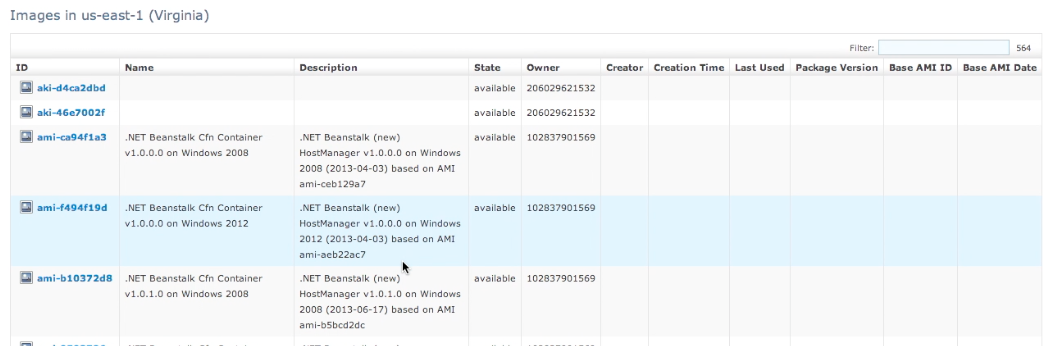 Images in us-east-1 (Virginia)
Filter: 564
ID Name Description State Owner Creator Creation Time Last Used Package Version Base AMI ID Base AMI Date
aki-d4ca2dbd available 206029621532
aki-46e7002f available 206029621532
ami-ca94f1a3 .NET Beanstalk Cfn Container .NET Beanstalk (new) available 102837901569
v1.0.0.0 on Windows 2008 HostManager v1.0.0.0 on Windows
2008 (2013-04-03) based on AMI
ami-ceb129a7
ami-f494f19d .NET Beanstalk Cfn Container .NET Beanstalk (new) available 102837901569
v1.0.0.0 on Windows 2012 HostManager v1.0.0.0 on Windows
2012 (2013-04-03) based on AMI
ami-aeb22ac7
ami-b10372d8 .NET Beanstalk Cfn Container .NET Beanstalk (new) available 102837901569
v1.0.1.0 on Windows 2008 HostManager v1.0.1.0 on Windows
2008 (2013-06-17) based on AMI
ami-b5bcd2dc